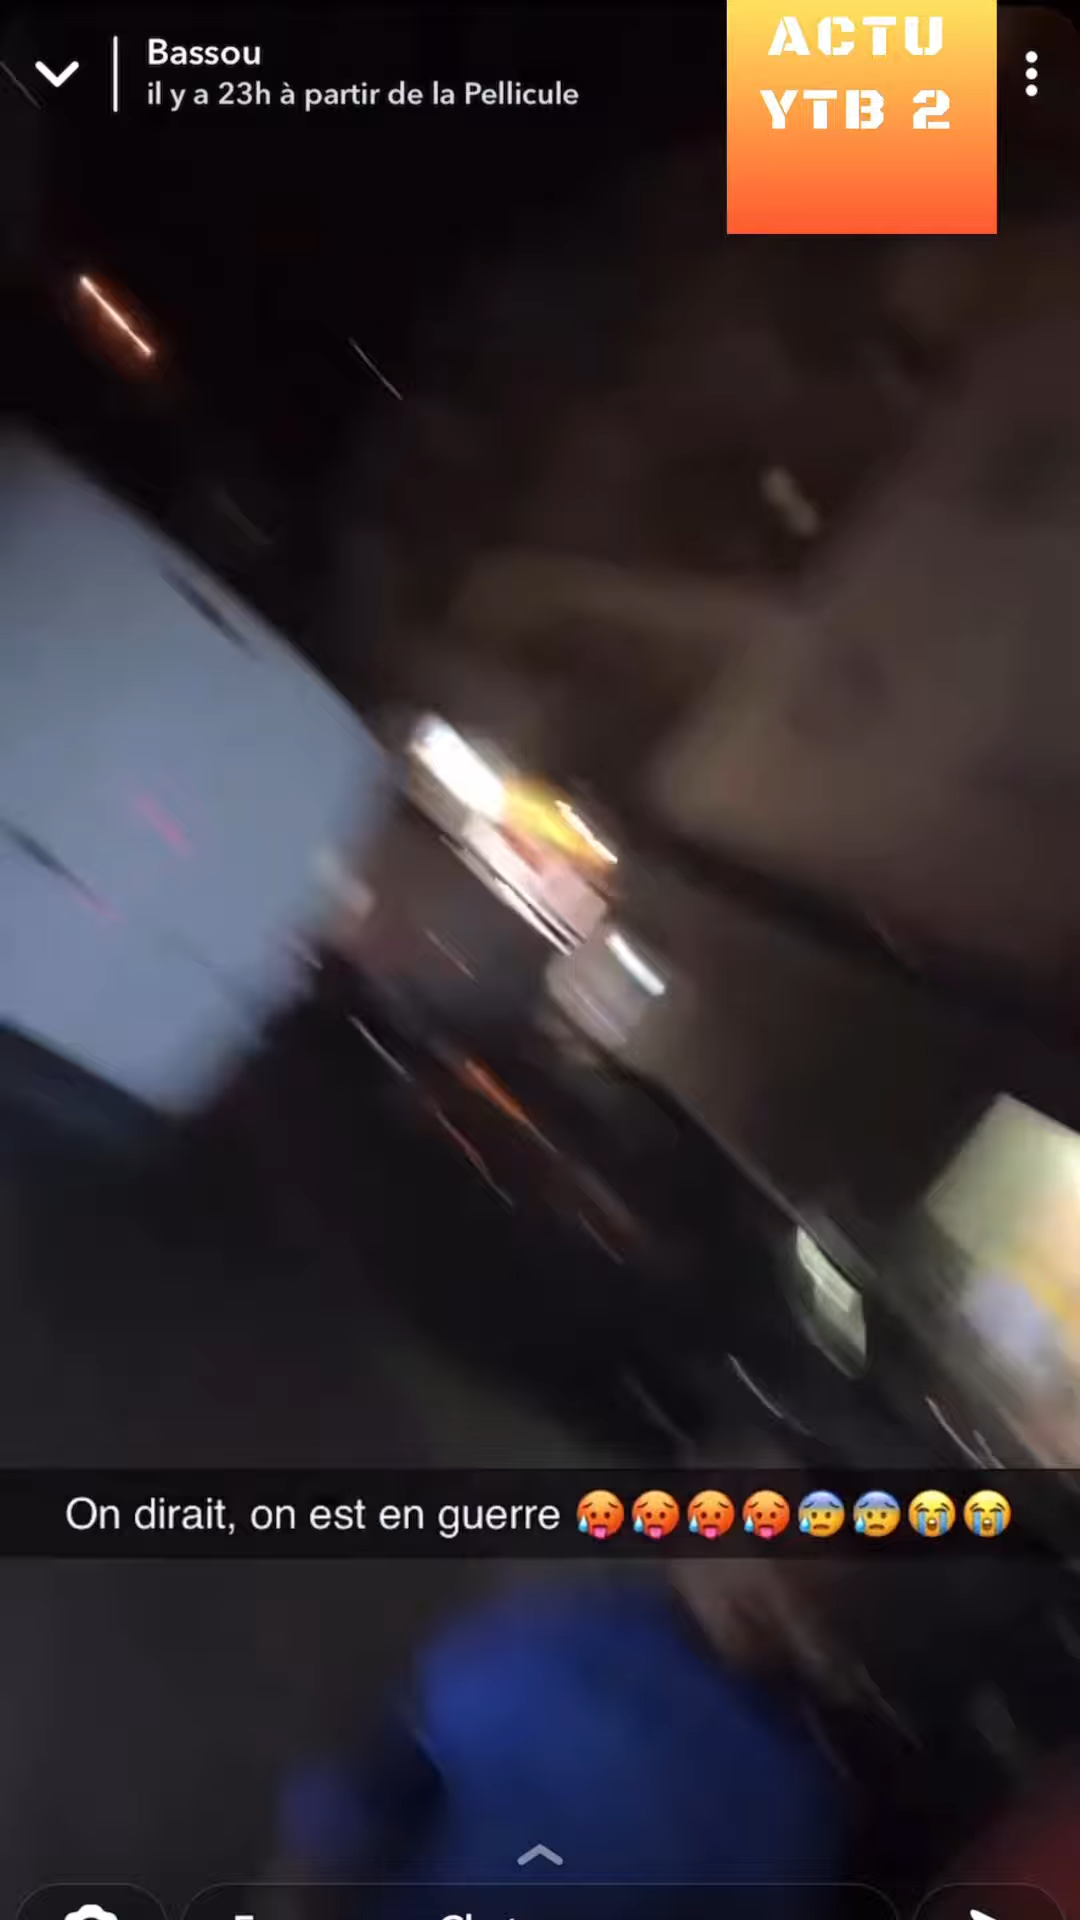 Bassou
il y a 23h à partir de la Pellicule
ACTU
YTB 2
On dirait, on est en guerre 🥵🥵🥵🥵😰😰😭😭